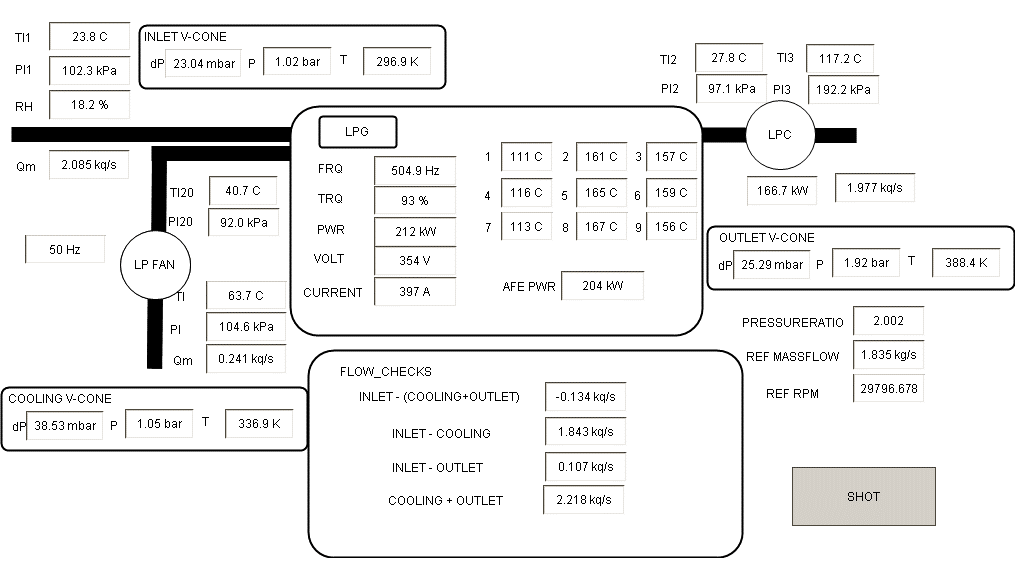 TI1 23.8 C
PI1 102.3 kPa
RH 18.2 %
INLET V-CONE
dP 23.04 mbar P 1.02 bar T 296.9 K
TI2 27.8 C TI3 117.2 C
PI2 97.1 kPa PI3 192.2 kPa
LPC
166.7 kW 1.977 kg/s
Qm 2.085 kg/s
LPG
FRQ 504.9 Hz
TRQ 93 %
PWR 212 kW
VOLT 354 V
CURRENT 397 A
1 111 C 2 161 C 3 157 C
4 116 C 5 165 C 6 159 C
7 113 C 8 167 C 9 156 C
AFE PWR 204 kW
TI20 40.7 C
PI20 92.0 kPa
50 Hz
LP FAN
TI 63.7 C
PI 104.6 kPa
Qm 0.241 kg/s
OUTLET V-CONE
dP 25.29 mbar P 1.92 bar T 388.4 K
PRESSURERATIO 2.002
REF MASSFLOW 1.835 kg/s
REF RPM 29796.678
COOLING V-CONE
dP 38.53 mbar P 1.05 bar T 336.9 K
FLOW_CHECKS
INLET - (COOLING+OUTLET) -0.134 kg/s
INLET - COOLING 1.843 kg/s
INLET - OUTLET 0.107 kg/s
COOLING + OUTLET 2.218 kg/s
SHOT